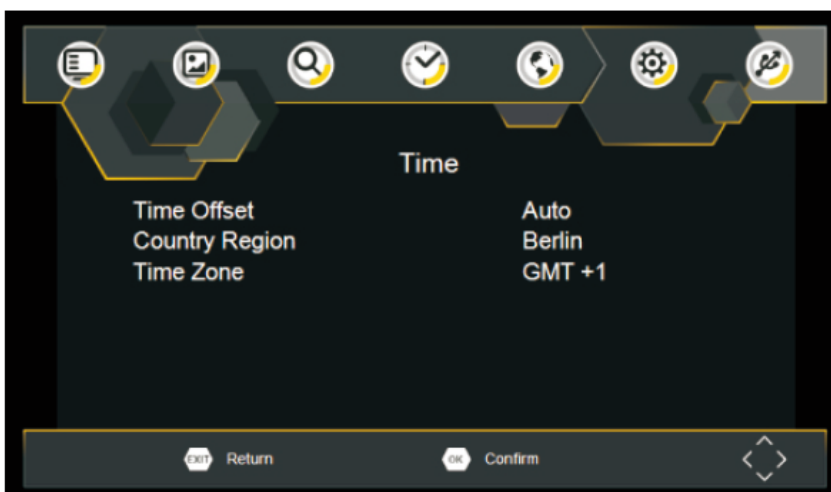 Time
Time Offset Auto
Country Region Berlin
Time Zone GMT +1
EXIT Return OK Confirm